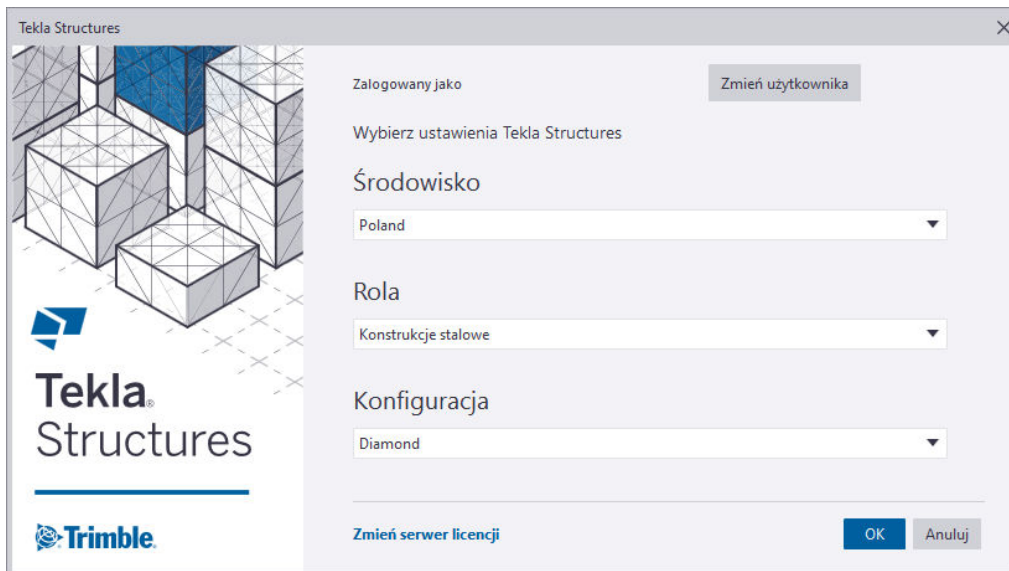 Tekla Structures
Zalogowany jako
Zmień użytkownika
Wybierz ustawienia Tekla Structures
Środowisko
Poland
Rola
Konstrukcje stalowe
Konfiguracja
Diamond
Tekla®
Structures
Trimble.
Zmień serwer licencji
OK
Anuluj